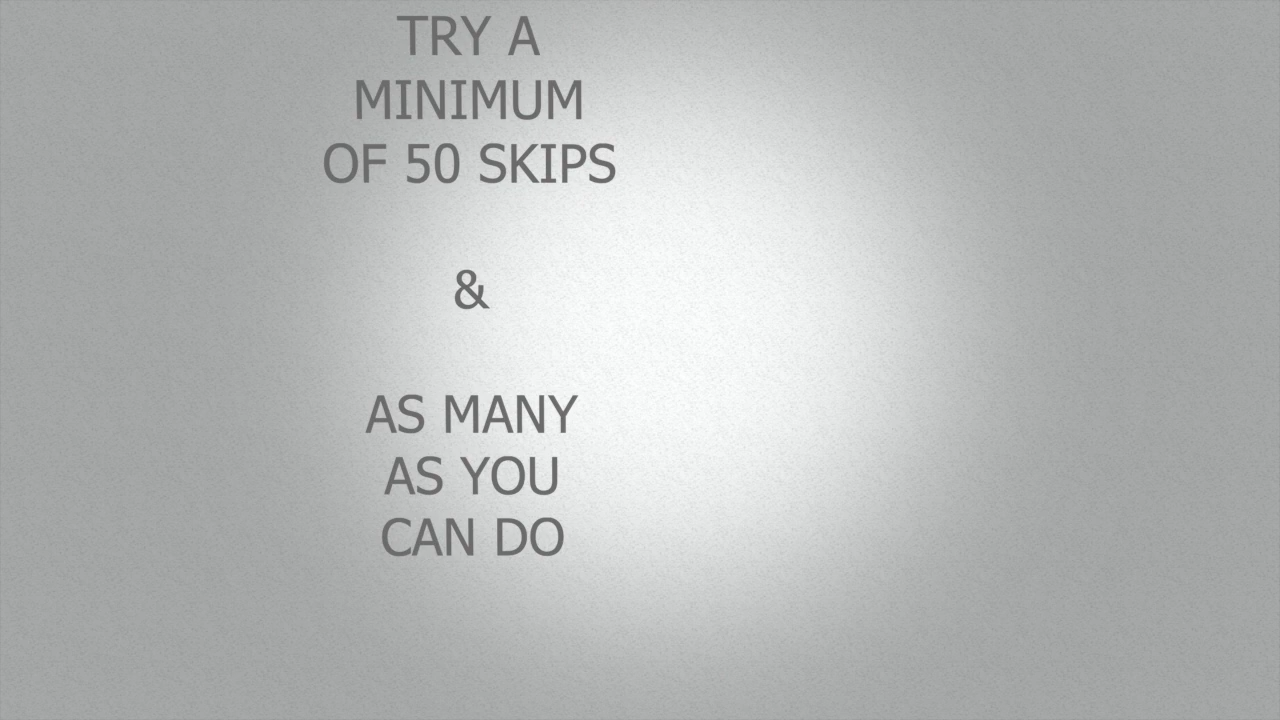 TRY A
MINIMUM
OF 50 SKIPS
&
AS MANY
AS YOU
CAN DO